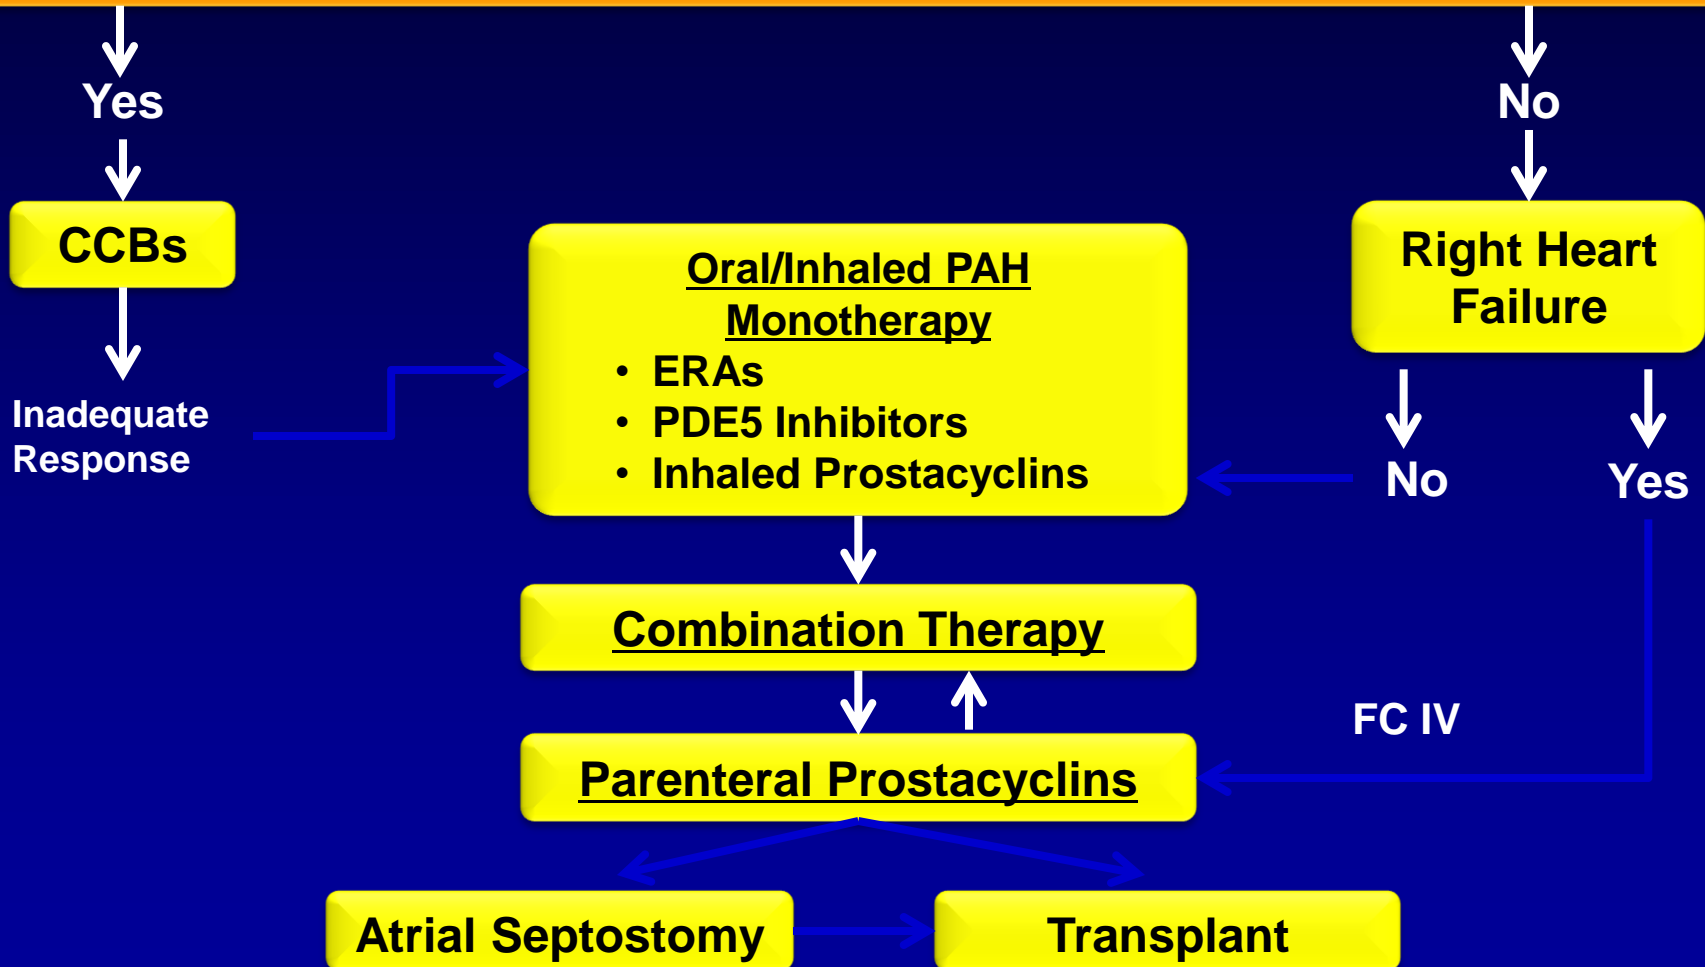 Yes
No
CCBs
Right Heart
Failure
Oral/Inhaled PAH
Monotherapy
• ERAs
• PDE5 Inhibitors
• Inhaled Prostacyclins
Inadequate
Response
No
Yes
Combination Therapy
FC IV
Parenteral Prostacyclins
Atrial Septostomy
Transplant